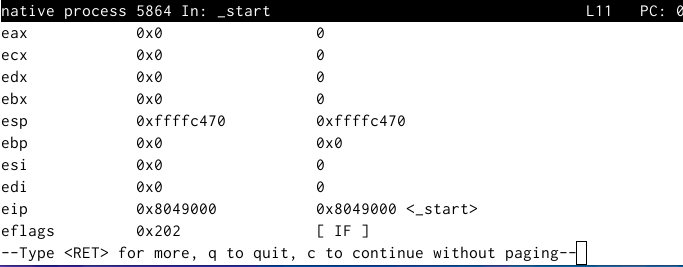 native process 5864 In: _start L11 PC: 0
eax 0x0 0
ecx 0x0 0
edx 0x0 0
ebx 0x0 0
esp 0xffffc470 0xffffc470
ebp 0x0 0x0
esi 0x0 0
edi 0x0 0
eip 0x8049000 0x8049000 <_start>
eflags 0x202 [ IF ]
--Type <RET> for more, q to quit, c to continue without paging--